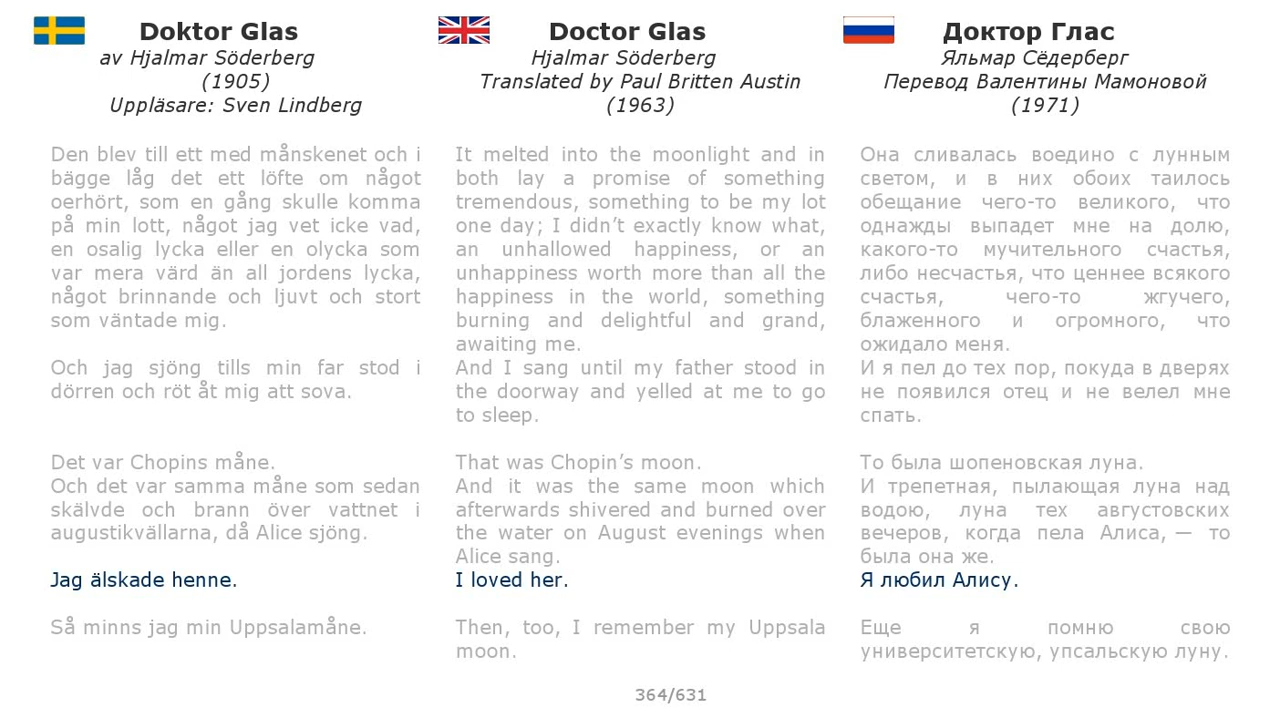 Doktor Glas
av Hjalmar Söderberg
(1905)
Uppläsare: Sven Lindberg
Den blev till ett med månskenet och i
bägge låg det ett löfte om något
oerhört, som en gång skulle komma
på min lott, något jag vet icke vad,
en osalig lycka eller en olycka som
var mera värd än all jordens lycka,
något brinnande och ljuvt och stort
som väntade mig.
Och jag sjöng tills min far stod i
dörren och röt åt mig att sova.
Det var Chopins måne.
Och det var samma måne som sedan
skälvde och brann över vattnet i
augustikvällarna, då Alice sjöng.
Jag älskade henne.
Så minns jag min Uppsalamåne.
Doctor Glas
Hjalmar Söderberg
Translated by Paul Britten Austin
(1963)
It melted into the moonlight and in
both lay a promise of something
tremendous, something to be my lot
one day; I didn’t exactly know what,
an unhallowed happiness, or an
unhappiness worth more than all the
happiness in the world, something
burning and delightful and grand,
awaiting me.
And I sang until my father stood in
the doorway and yelled at me to go
to sleep.
That was Chopin’s moon.
And it was the same moon which
afterwards shivered and burned over
the water on August evenings when
Alice sang.
I loved her.
Then, too, I remember my Uppsala
moon.
Доктор Глас
Яльмар Сёдерберг
Перевод Валентины Мамоновой
(1971)
Она сливалась воедино с лунным
светом, и в них обоих таилось
обещание чего-то великого, что
однажды выпадет мне на долю,
какого-то мучительного счастья,
либо несчастья, что ценнее всякого
счастья, чего-то жгучего,
блаженного и огромного, что
ожидало меня.
И я пел до тех пор, покуда в дверях
не появился отец и не велел мне
спать.
То была шопеновская луна.
И трепетная, пылающая луна над
водою, луна тех августовских
вечеров, когда пела Алиса, — то
была она же.
Я любил Алису.
Еще я помню свою
университетскую, упсальскую луну.
364/631